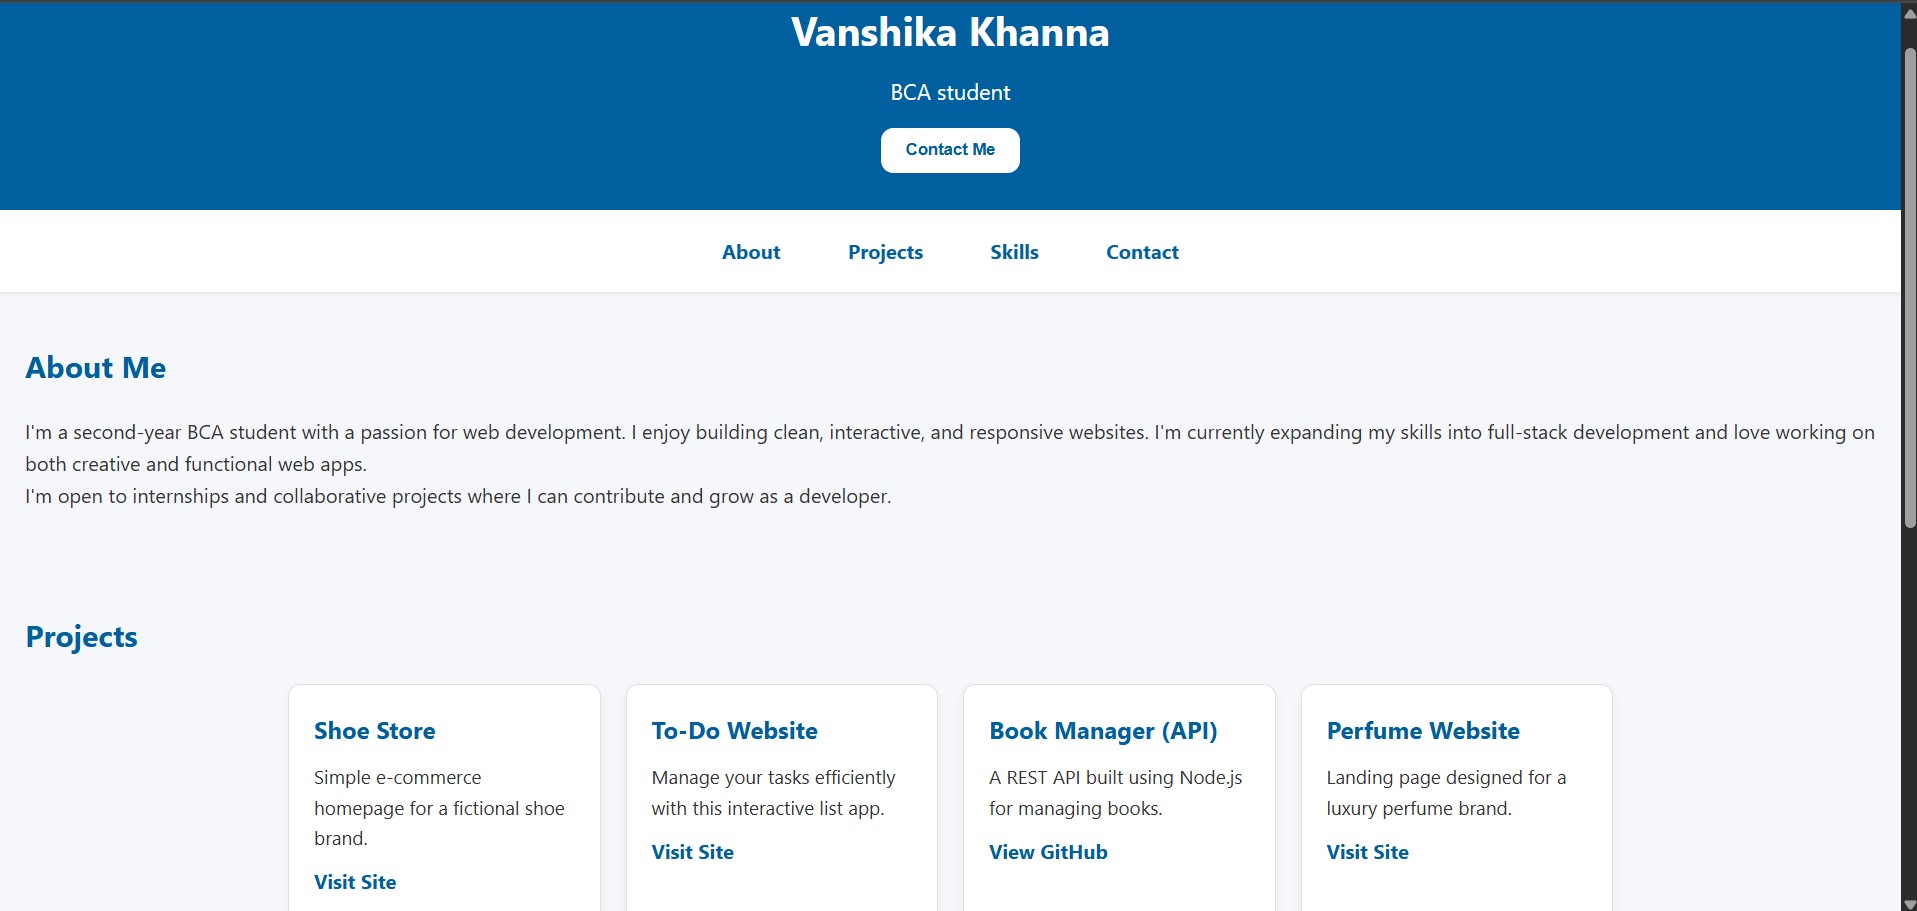 Vanshika Khanna
BCA student
Contact Me
About Projects Skills Contact
About Me
I'm a second-year BCA student with a passion for web development. I enjoy building clean, interactive, and responsive websites. I'm currently expanding my skills into full-stack development and love working on
both creative and functional web apps.
I'm open to internships and collaborative projects where I can contribute and grow as a developer.
Projects
Shoe Store
Simple e-commerce
homepage for a fictional shoe
brand.
Visit Site
To-Do Website
Manage your tasks efficiently
with this interactive list app.
Visit Site
Book Manager (API)
A REST API built using Node.js
for managing books.
View GitHub
Perfume Website
Landing page designed for a
luxury perfume brand.
Visit Site